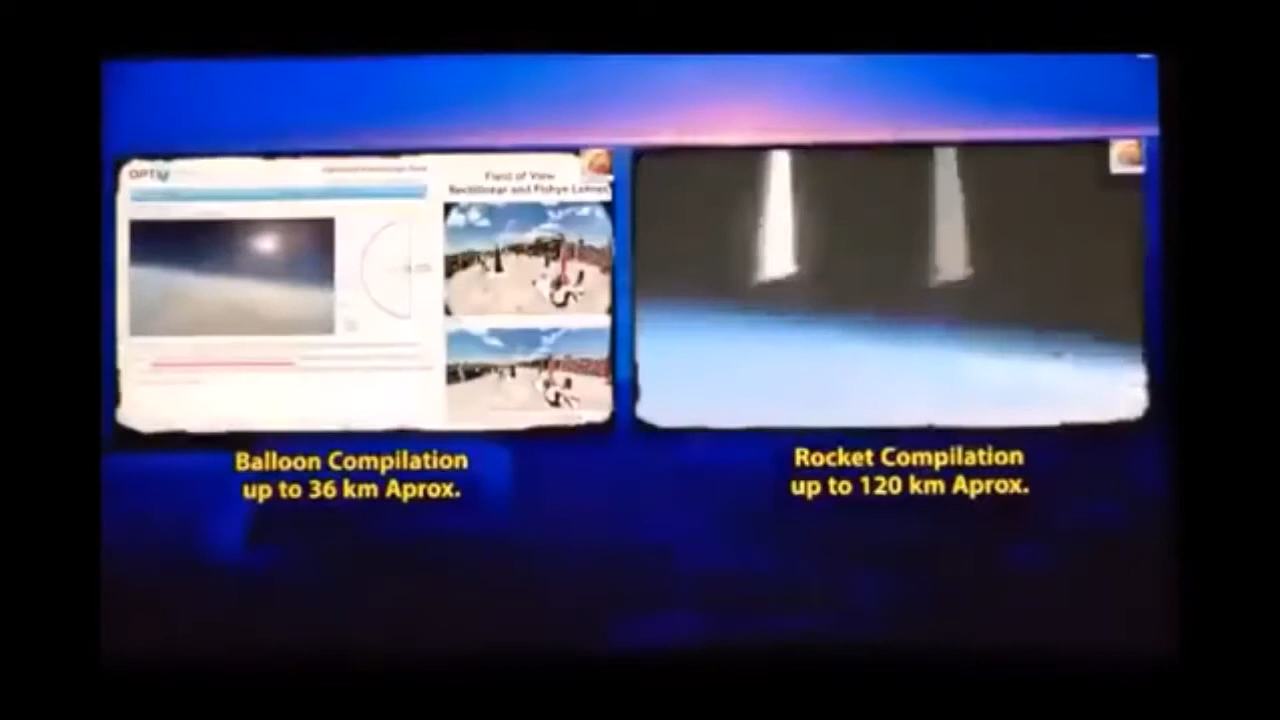 Field of View
Rectilinear and Fishye Lenses
Balloon Compilation
up to 36 km Aprox.
Rocket Compilation
up to 120 km Aprox.